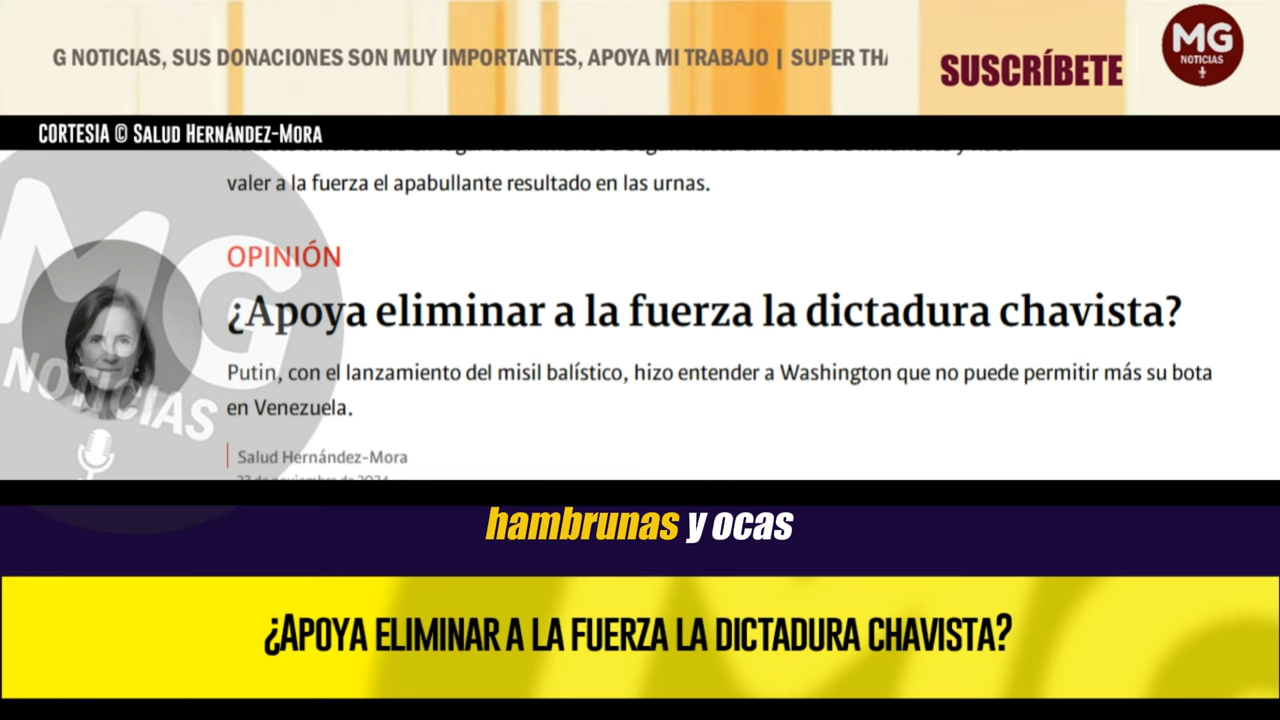 G NOTICIAS, SUS DONACIONES SON MUY IMPORTANTES, APOYA MI TRABAJO | SUPER THA
SUSCRÍBETE
MG
NOTICIAS
CORTESIA © SALUD HERNÁNDEZ-MORA
valer a la fuerza el apabullante resultado en las urnas.
OPINIÓN
¿Apoya eliminar a la fuerza la dictadura chavista?
Putin, con el lanzamiento del misil balístico, hizo entender a Washington que no puede permitir más su bota
en Venezuela.
MG
NOTICIAS
Salud Hernández-Mora
hambrunas y ocas
¿APOYA ELIMINAR A LA FUERZA LA DICTADURA CHAVISTA?